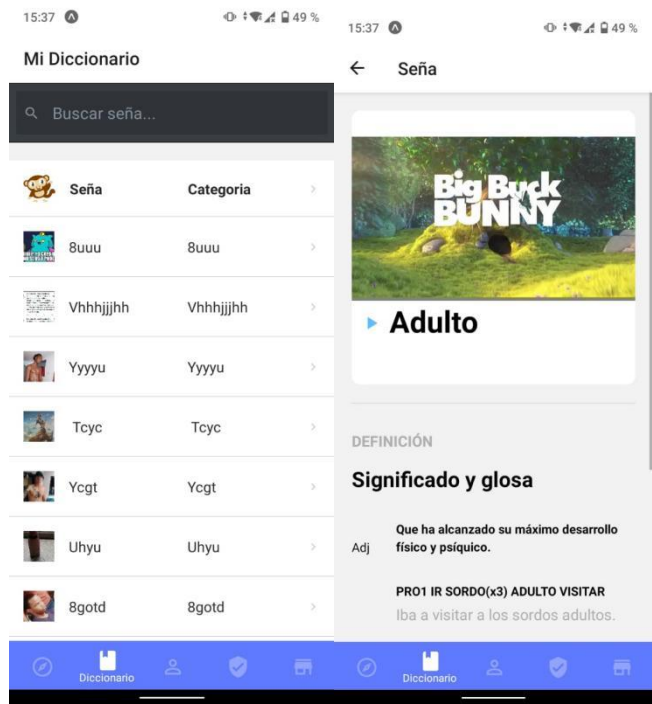 15:37
49 %
Mi Diccionario
Buscar seña...
Seña Categoria
8uuu 8uuu
Vhhhjjjhh Vhhhjjjhh
Yyyyu Yyyyu
Tcyc Tcyc
Ycgt Ycgt
Uhyu Uhyu
8gotd 8gotd
Diccionario
15:37
49 %
Seña
Big Buck
BUNNY
Adulto
DEFINICIÓN
Significado y glosa
Adj Que ha alcanzado su máximo desarrollo
físico y psíquico.
PRO1 IR SORDO(x3) ADULTO VISITAR
Iba a visitar a los sordos adultos.
Diccionario